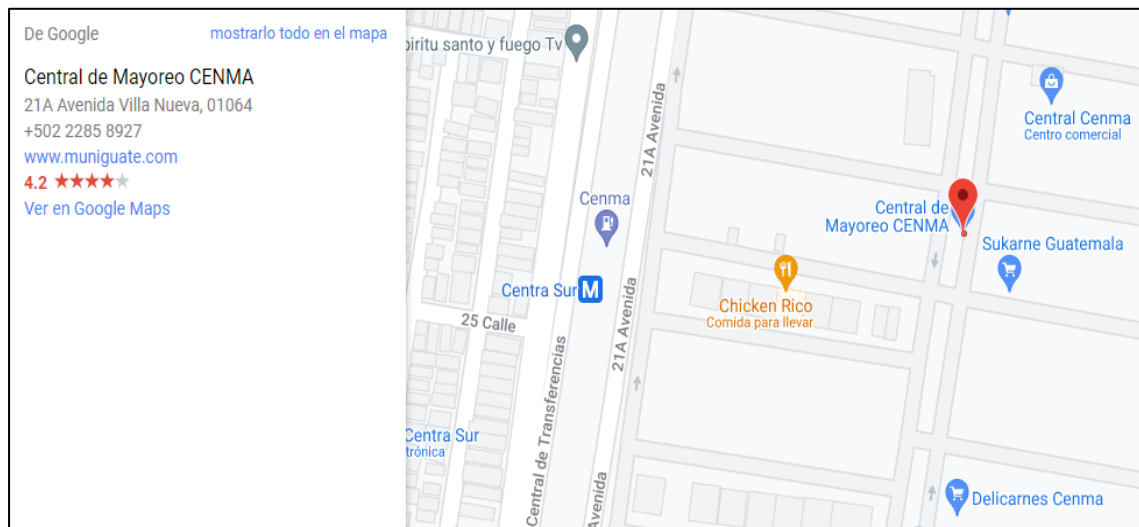 De Google
mostrarlo todo en el mapa
Central de Mayoreo CENMA
21A Avenida Villa Nueva, 01064
+502 2285 8927
www.muniguate.com
4.2
Ver en Google Maps
piritu santo y fuego Tv
21A Avenida
Central Cenma
Centro comercial
Cenma
Central de
Mayoreo CENMA
Sukarne Guatemala
Centra Sur
M
Chicken Rico
Comida para llevar
25 Calle
21A Avenida
Central de Transferencias
Centra Sur
trónica
Avenida
Delicarnes Cenma